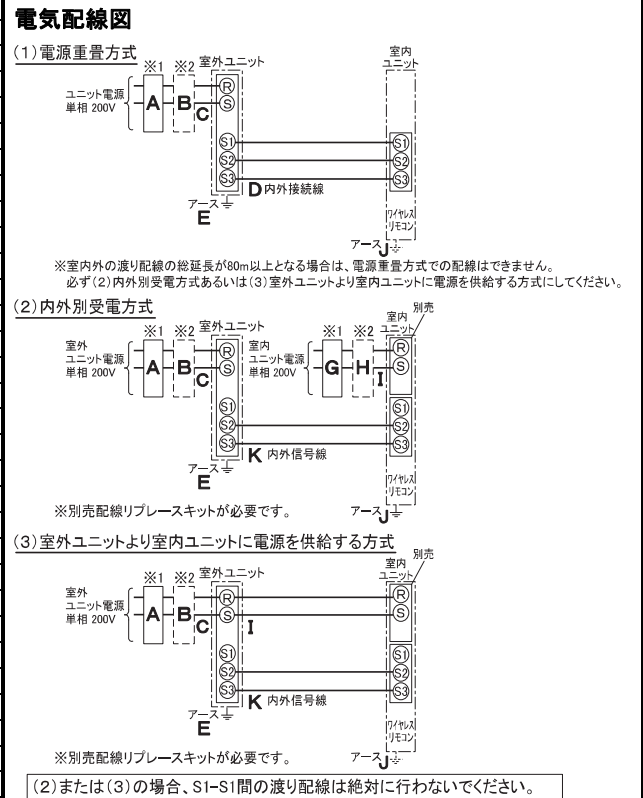 電気配線図
(1)電源重畳方式
※1 ※2 室外ユニット
室内
ユニット
ユニット電源
単相 200V
A B C R S
S1 S2 S3
S1 S2 S3
D 内外接続線
アース
E
ワイヤレス
リモコン
アース J
※室内外の渡り配線の総延長が80m以上となる場合は、電源重畳方式での配線はできません。
必ず(2)内外別受電方式あるいは(3)室外ユニットより室内ユニットに電源を供給する方式にしてください。
(2)内外別受電方式
別売
※1 ※2 室外ユニット
※1 ※2
室内
ユニット
室外
ユニット電源
単相 200V
A B C R S
室内
ユニット電源
単相 200V
G H I R S
S1 S2 S3
S1 S2 S3
K 内外信号線
アース
E
ワイヤレス
リモコン
アース J
※別売配線リプレースキットが必要です。
(3)室外ユニットより室内ユニットに電源を供給する方式
別売
※1 ※2 室外ユニット
室内
ユニット
室外
ユニット電源
単相 200V
A B C R S I R S
S1 S2 S3
S1 S2 S3
K 内外信号線
アース
E
ワイヤレス
リモコン
アース J
※別売配線リプレースキットが必要です。
(2)または(3)の場合、S1-S1間の渡り配線は絶対に行わないでください。